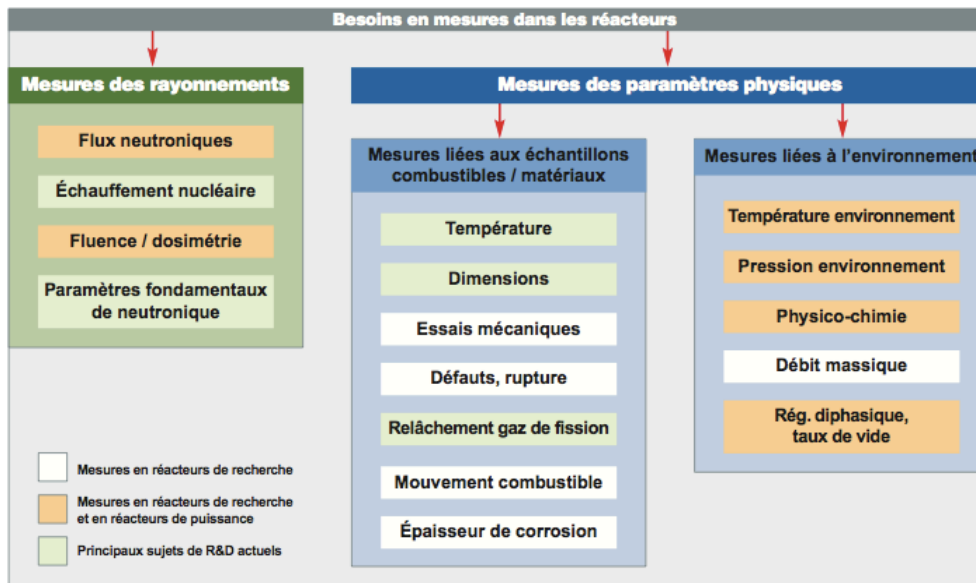 Besoins en mesures dans les réacteurs
Mesures des rayonnements
Flux neutroniques
Échauffement nucléaire
Fluence / dosimétrie
Paramètres fondamentaux
de neutronique
Mesures des paramètres physiques
Mesures liées aux échantillons
combustibles / matériaux
Température
Dimensions
Essais mécaniques
Défauts, rupture
Relâchement gaz de fission
Mouvement combustible
Épaisseur de corrosion
Mesures liées à l'environnement
Température environnement
Pression environnement
Physico-chimie
Débit massique
Rég. diphasique,
taux de vide
Mesures en réacteurs de recherche
Mesures en réacteurs de recherche
et en réacteurs de puissance
Principaux sujets de R&D actuels